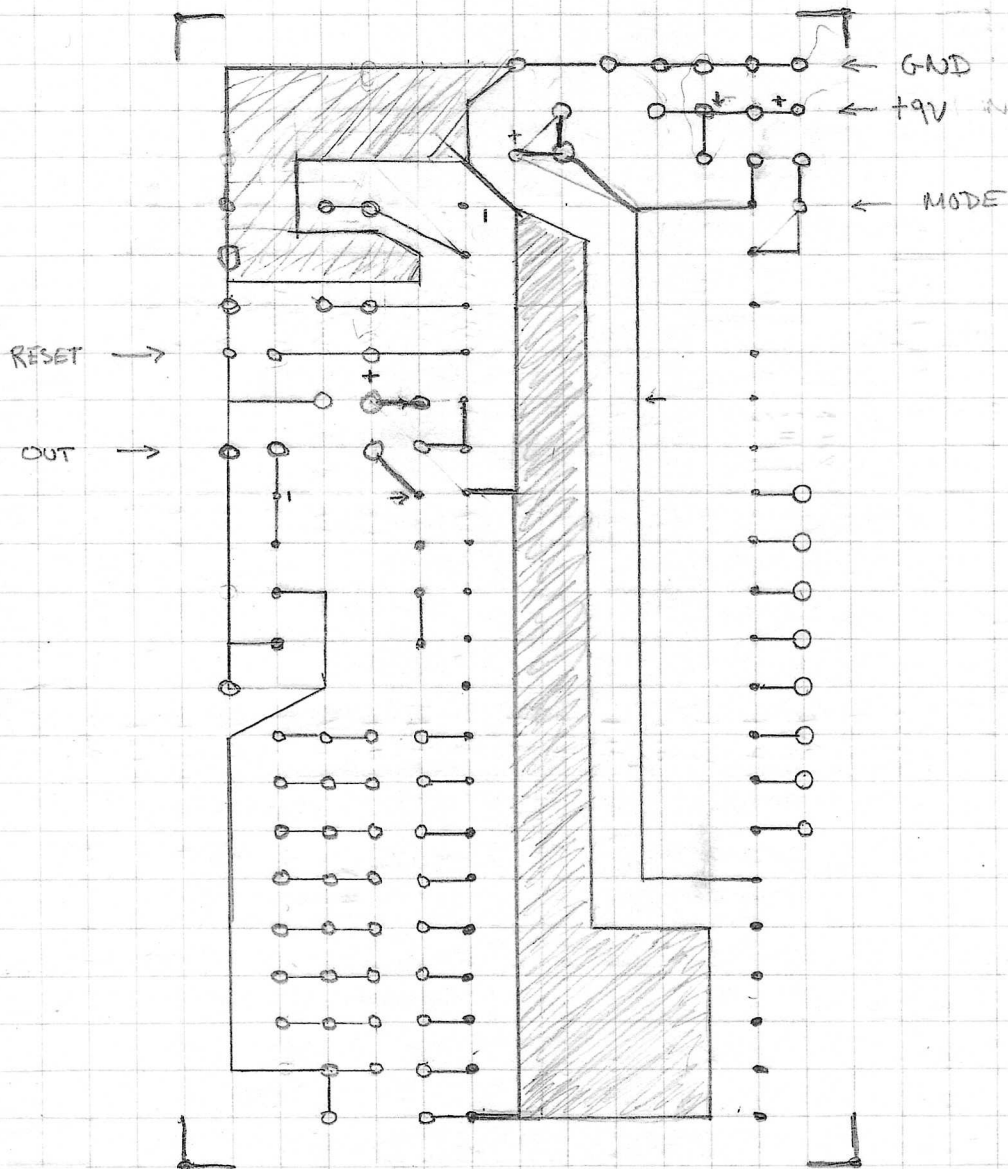 GND
+
+9V
+
-
MODE
RESET
+
OUT
-